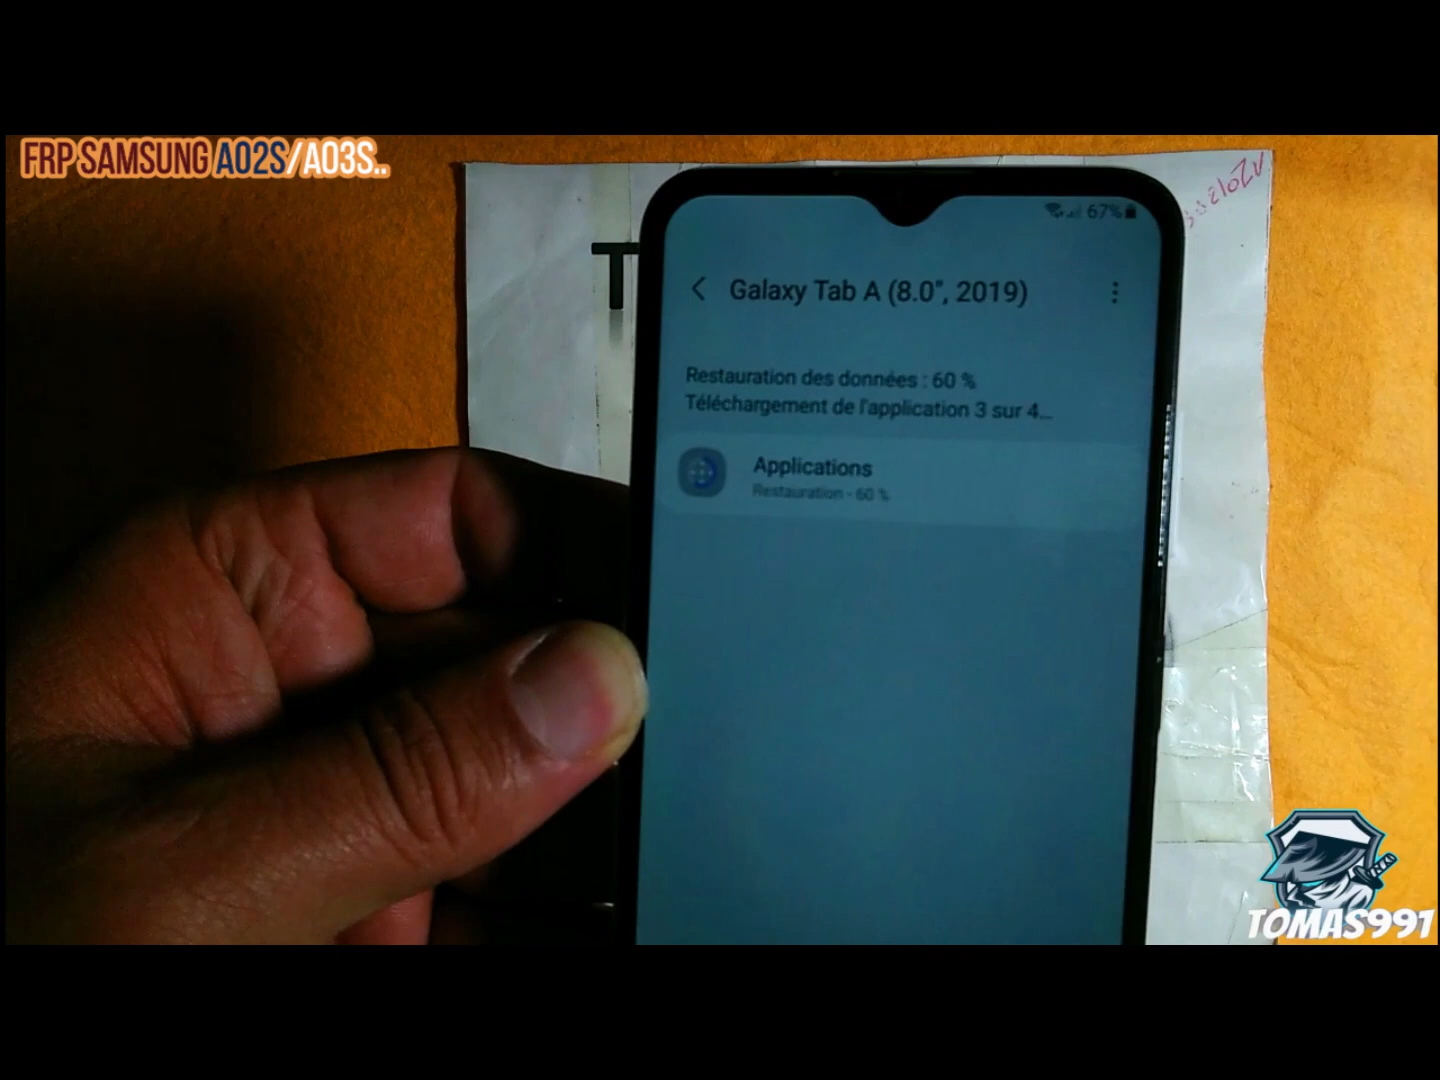 FRP SAMSUNG A02S/A03S..
T
67%
Galaxy Tab A (8.0", 2019)
Restauration des données : 60 %
Téléchargement de l'application 3 sur 4...
Applications
Restauration - 60 %
TOMAS991